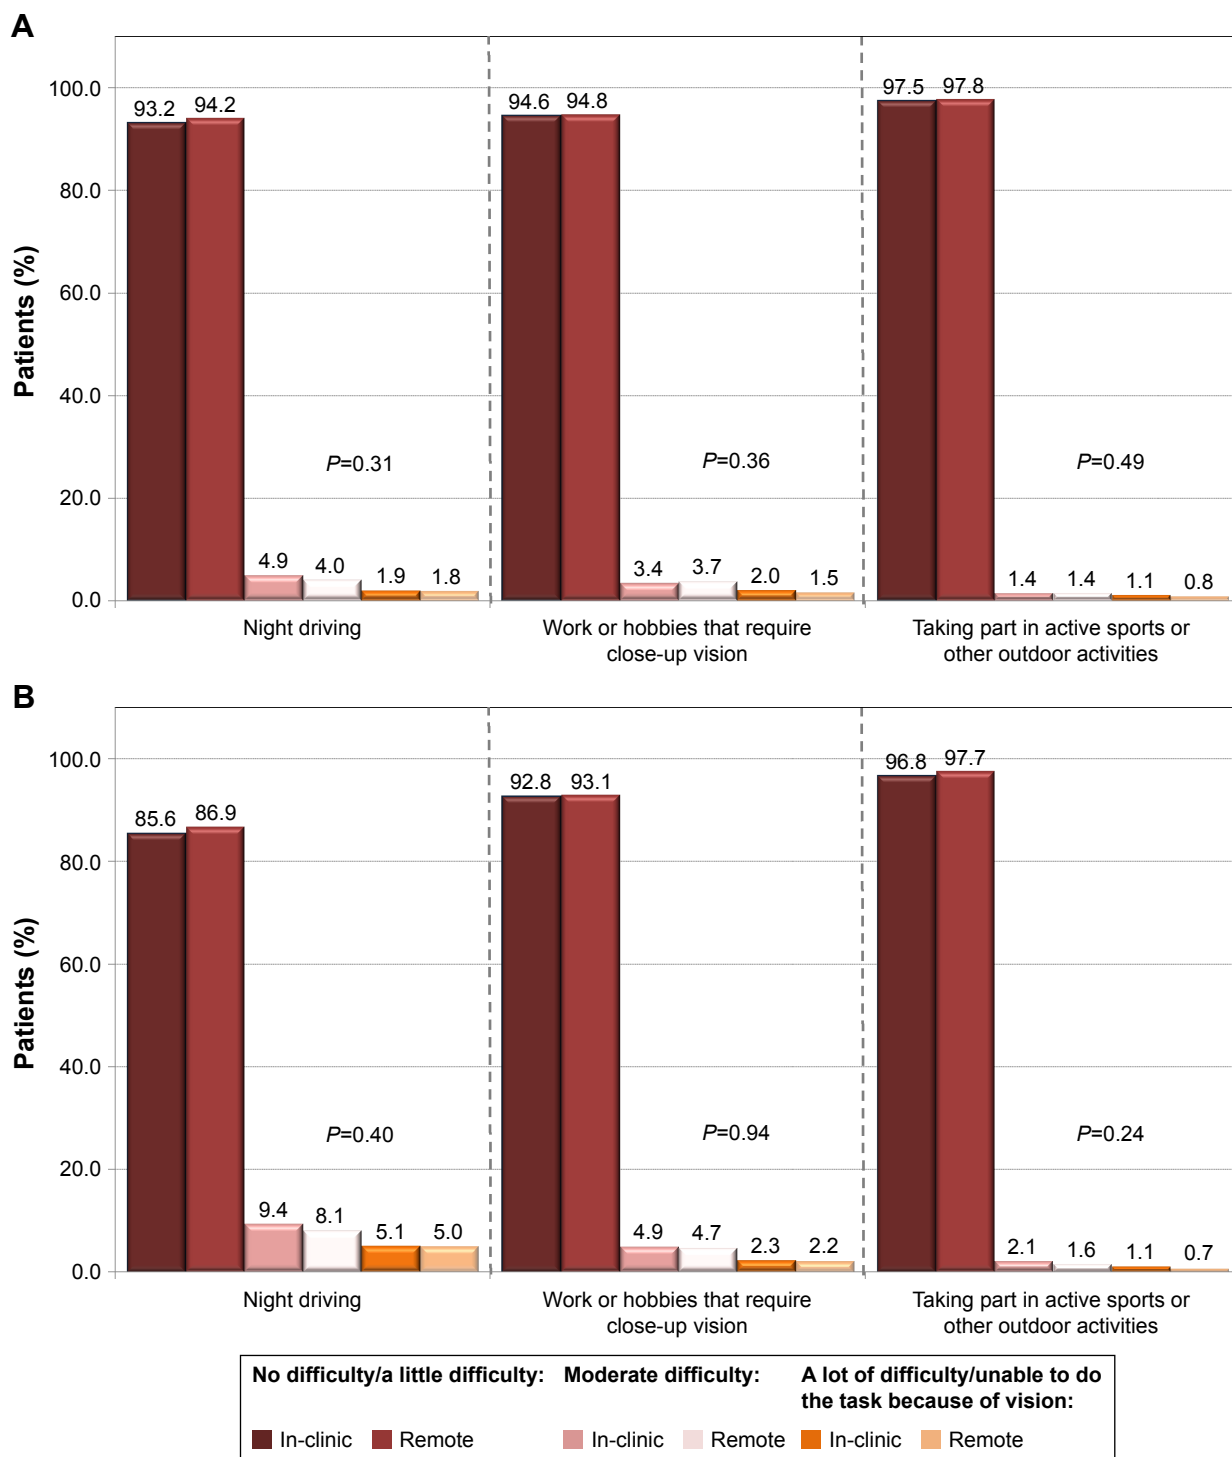 A
100.0
80.0
60.0
40.0
20.0
0.0
Patients (%)
93.2 94.2 4.9 4.0 1.9 1.8
P=0.31
94.6 94.8 3.4 3.7 2.0 1.5
P=0.36
97.5 97.8 1.4 1.4 1.1 0.8
P=0.49
Night driving
Work or hobbies that require
close-up vision
Taking part in active sports or
other outdoor activities
B
100.0
80.0
60.0
40.0
20.0
0.0
Patients (%)
85.6 86.9 9.4 8.1 5.1 5.0
P=0.40
92.8 93.1 4.9 4.7 2.3 2.2
P=0.94
96.8 97.7 2.1 1.6 1.1 0.7
P=0.24
Night driving
Work or hobbies that require
close-up vision
Taking part in active sports or
other outdoor activities
No difficulty/a little difficulty:
In-clinic Remote
Moderate difficulty:
In-clinic Remote
A lot of difficulty/unable to do
the task because of vision:
In-clinic Remote